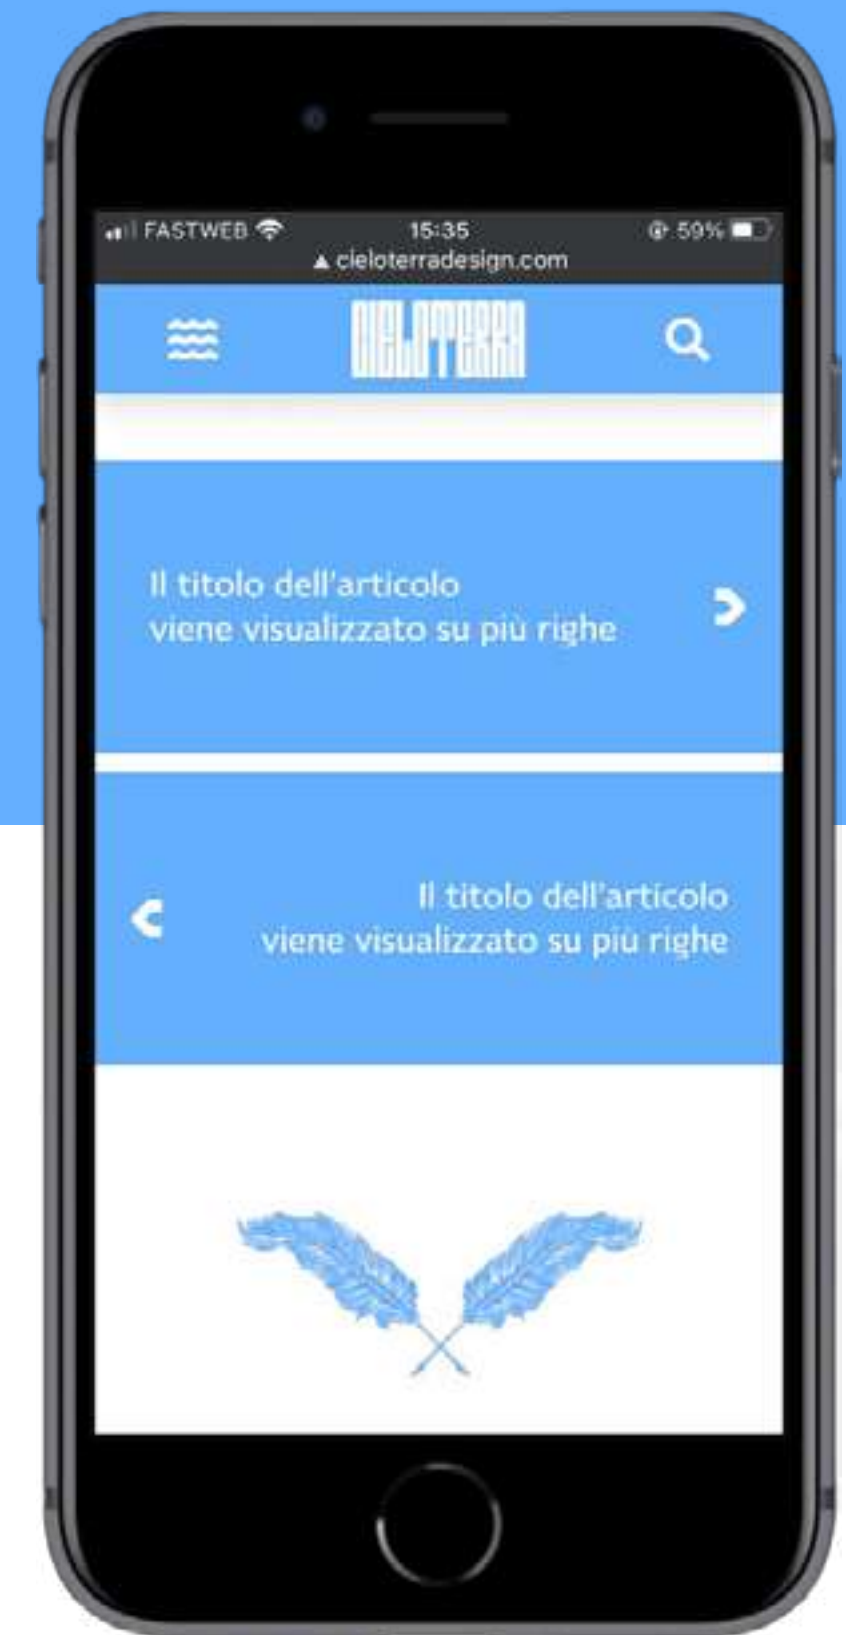 FASTWEB
15:35
59%
cieloterradesign.com
CIELOTERRA
Il titolo dell'articolo
viene visualizzato su più righe
Il titolo dell'articolo
viene visualizzato su più righe